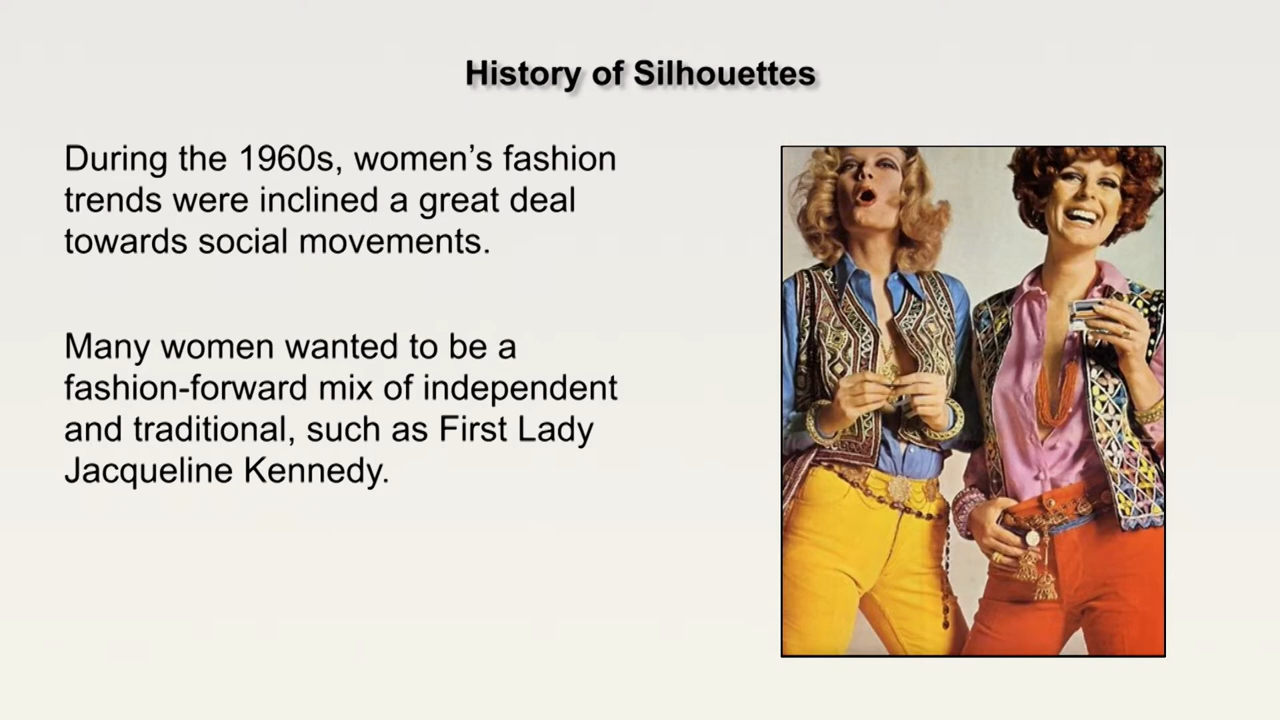 History of Silhouettes
During the 1960s, women’s fashion
trends were inclined a great deal
towards social movements.
Many women wanted to be a
fashion-forward mix of independent
and traditional, such as First Lady
Jacqueline Kennedy.